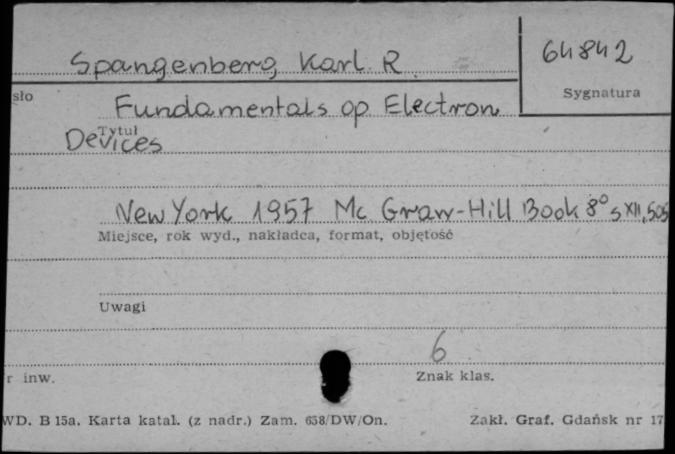 Spangenberg Karl R.
64842
Sygnatura
sło
Fundamentals op Electron
Tytuł
Devices
New York 1957 Mc Graw-Hill Book 8° s XII, 505
Miejsce, rok wyd., nakładca, format, objętość
Uwagi
6
r inw.
Znak klas.
WD. B 15a. Karta katal. (z nadr.) Zam. 658/DW/On.
Zakł. Graf. Gdańsk nr 17